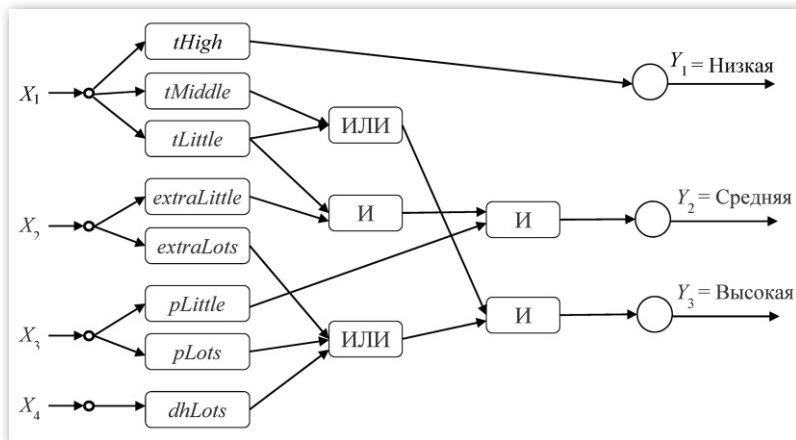 tHigh
Y₁ = Низкая
X₁
tMiddle
ИЛИ
tLittle
extraLittle
И
И
Y₂ = Средняя
X₂
extraLots
pLittle
Y₃ = Высокая
И
X₃
pLots
ИЛИ
X₄
dhLots